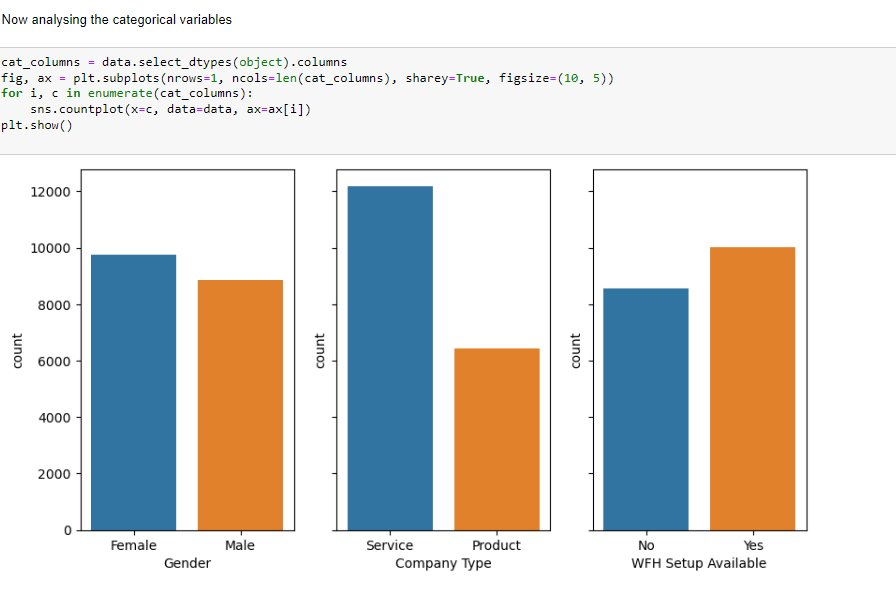 Now analysing the categorical variables
cat_columns = data.select_dtypes(object).columns
fig, ax = plt.subplots(nrows=1, ncols=len(cat_columns), sharey=True, figsize=(10, 5))
for i, c in enumerate(cat_columns):
    sns.countplot(x=c, data=data, ax=ax[i])
plt.show()
12000
10000
8000
6000
4000
2000
0
count
Female Male
Gender
count
Service Product
Company Type
count
No Yes
WFH Setup Available